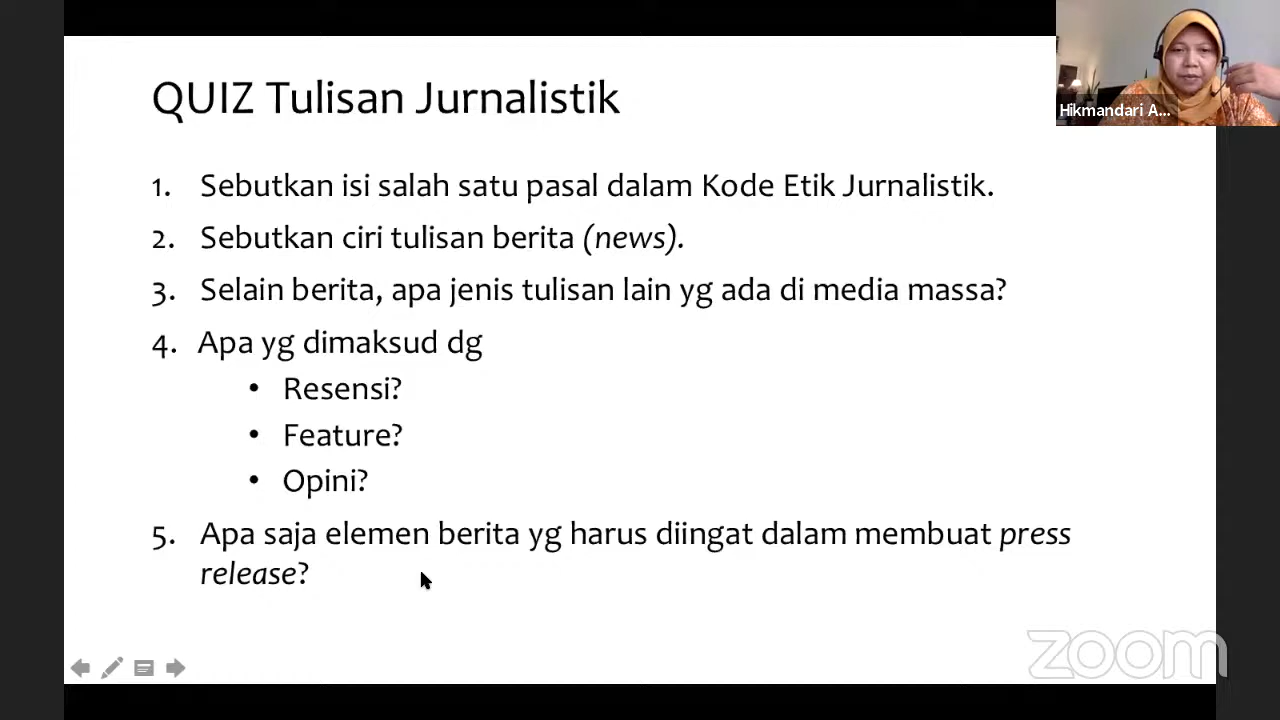 QUIZ Tulisan Jurnalistik
Hikmandari A...
1. Sebutkan isi salah satu pasal dalam Kode Etik Jurnalistik.
2. Sebutkan ciri tulisan berita (news).
3. Selain berita, apa jenis tulisan lain yg ada di media massa?
4. Apa yg dimaksud dg
• Resensi?
• Feature?
• Opini?
5. Apa saja elemen berita yg harus diingat dalam membuat press
release?
zoom